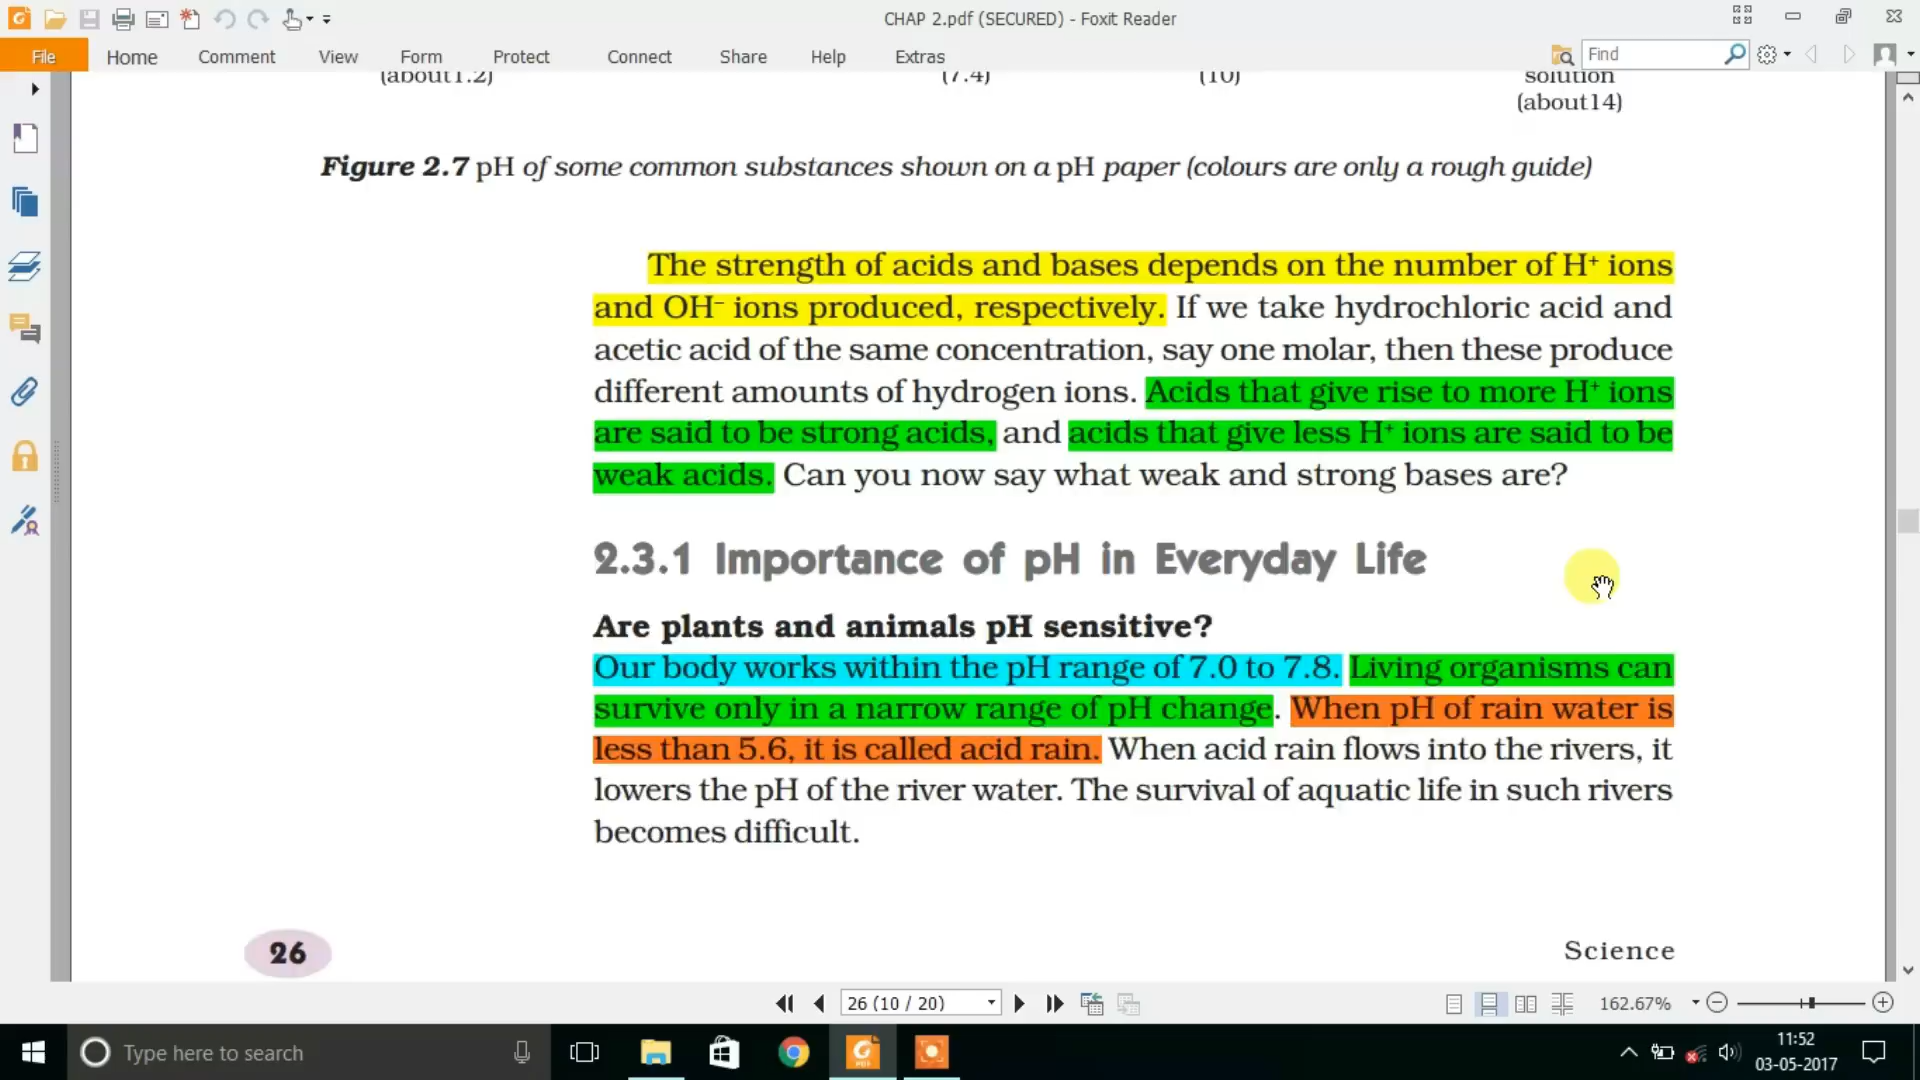 CHAP 2.pdf (SECURED) - Foxit Reader
File Home Comment View Form Protect Connect Share Help Extras Find
(about1.2) (7.4) (10) solution
(about14)
Figure 2.7 pH of some common substances shown on a pH paper (colours are only a rough guide)
The strength of acids and bases depends on the number of H⁺ ions
and OH⁻ ions produced, respectively. If we take hydrochloric acid and
acetic acid of the same concentration, say one molar, then these produce
different amounts of hydrogen ions. Acids that give rise to more H⁺ ions
are said to be strong acids, and acids that give less H⁺ ions are said to be
weak acids. Can you now say what weak and strong bases are?
2.3.1 Importance of pH in Everyday Life
Are plants and animals pH sensitive?
Our body works within the pH range of 7.0 to 7.8. Living organisms can
survive only in a narrow range of pH change. When pH of rain water is
less than 5.6, it is called acid rain. When acid rain flows into the rivers, it
lowers the pH of the river water. The survival of aquatic life in such rivers
becomes difficult.
26 Science
26 (10 / 20) 162.67%
Type here to search 11:52
03-05-2017